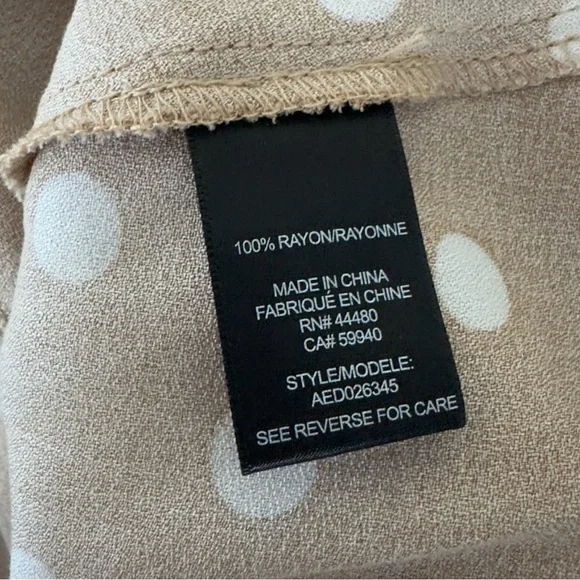 100% RAYON/RAYONNE
MADE IN CHINA
FABRIQUÉ EN CHINE
RN# 44480
CA# 59940
STYLE/MODELE:
AED026345
SEE REVERSE FOR CARE